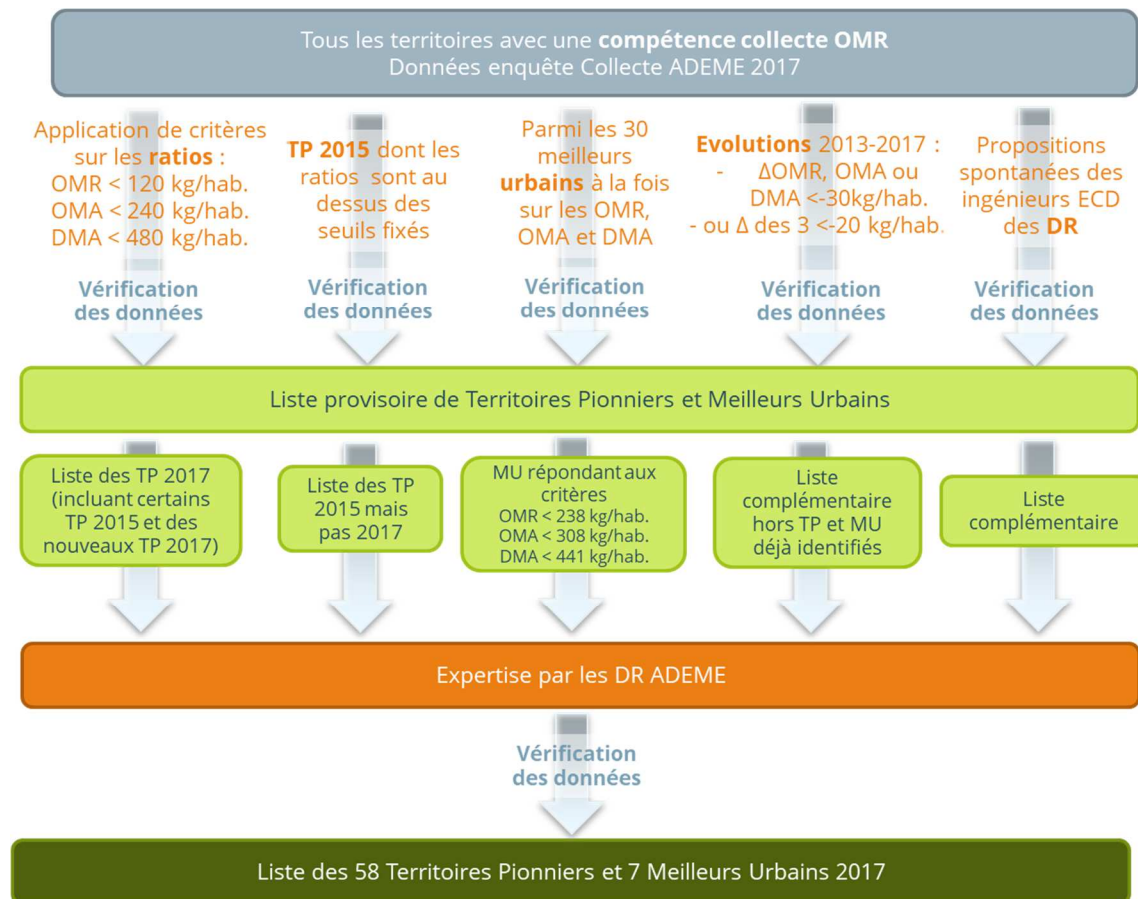 Tous les territoires avec une compétence collecte OMR
Données enquête Collecte ADEME 2017
Application de critères
sur les ratios :
OMR < 120 kg/hab.
OMA < 240 kg/hab.
DMA < 480 kg/hab.
TP 2015 dont les
ratios sont au
dessus des
seuils fixés
Parmi les 30
meilleurs
urbains à la fois
sur les OMR,
OMA et DMA
Evolutions 2013-2017 :
- ΔOMR, OMA ou
DMA <-30kg/hab.
- ou Δ des 3 <-20 kg/hab.
Propositions
spontanées des
ingénieurs ECD
des DR
Vérification
des données
Vérification
des données
Vérification
des données
Vérification
des données
Vérification
des données
Liste provisoire de Territoires Pionniers et Meilleurs Urbains
Liste des TP 2017
(incluant certains
TP 2015 et des
nouveaux TP 2017)
Liste des TP
2015 mais
pas 2017
MU répondant aux
critères
OMR < 238 kg/hab.
OMA < 308 kg/hab.
DMA < 441 kg/hab.
Liste
complémentaire
hors TP et MU
déjà identifiés
Liste
complémentaire
Expertise par les DR ADEME
Vérification
des données
Liste des 58 Territoires Pionniers et 7 Meilleurs Urbains 2017